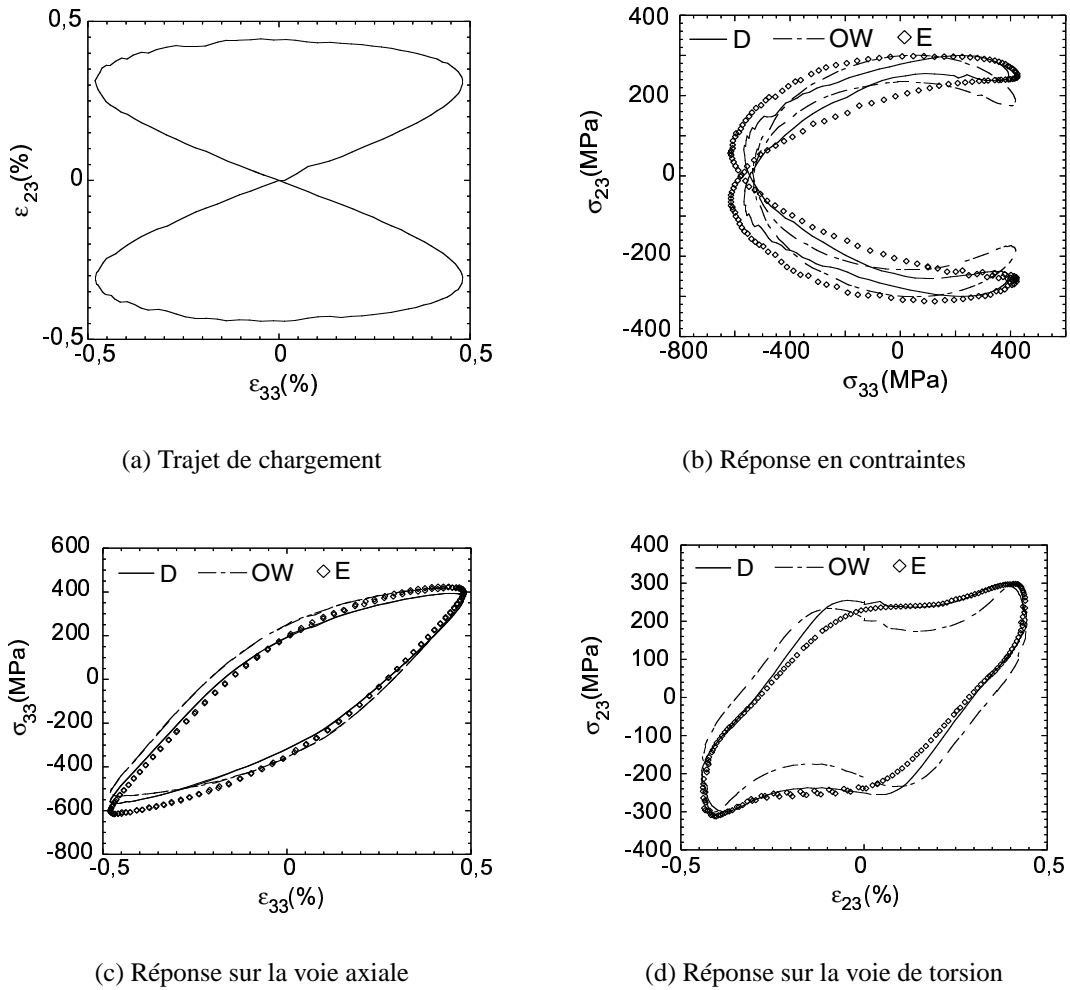 0,5
0
-0,5
ε23(%)
-0,5 0 0,5
ε33(%)
(a) Trajet de chargement
D OW E
400
200
0
-200
-400
σ23(MPa)
-800 -400 0 400
σ33(MPa)
(b) Réponse en contraintes
D OW E
600
400
200
0
-200
-400
-600
-800
σ33(MPa)
-0,5 0 0,5
ε33(%)
(c) Réponse sur la voie axiale
D OW E
400
300
200
100
0
-100
-200
-300
-400
σ23(MPa)
-0,5 0 0,5
ε23(%)
(d) Réponse sur la voie de torsion